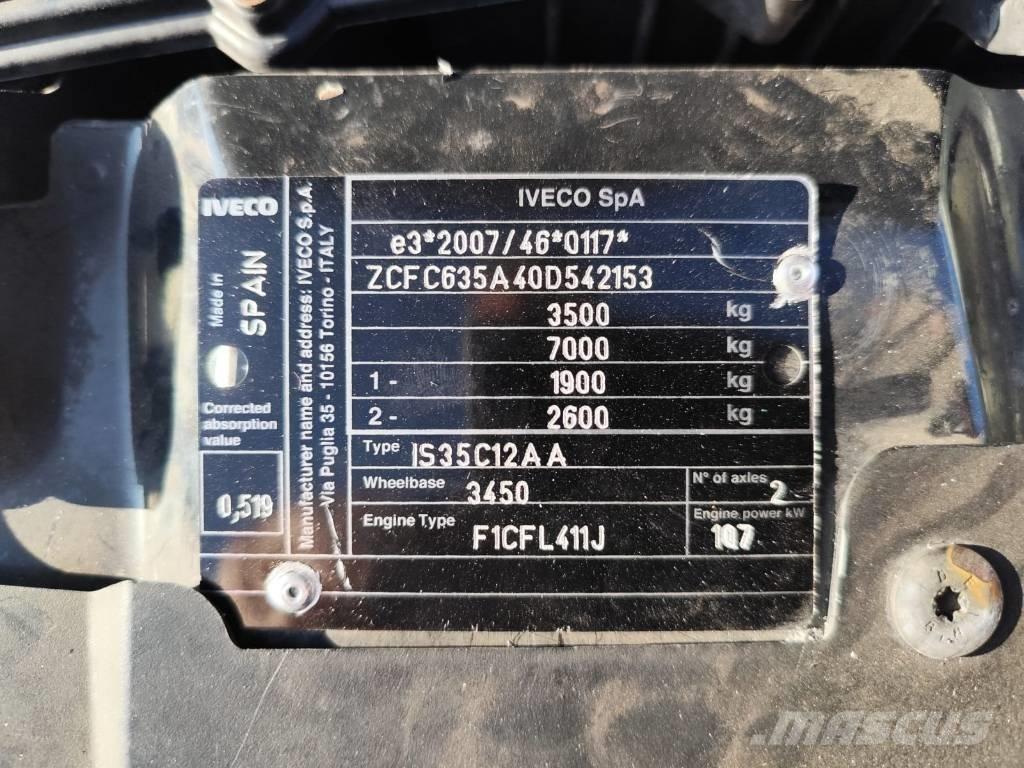 IVECO
Made in
SPAIN
Corrected
absorption
value
0,519
Manufacturer name and address: IVECO S.p.A.
Via Puglia 35 - 10156 Torino - ITALY
IVECO SpA
e3*2007/46*0117*
ZCFC635A40D542153
3500 kg
7000 kg
1 - 1900 kg
2 - 2600 kg
Type IS35C12AA
Wheelbase 3450
N° of axles 2
Engine Type F1CFL411J
Engine power kW 107
MASCUS